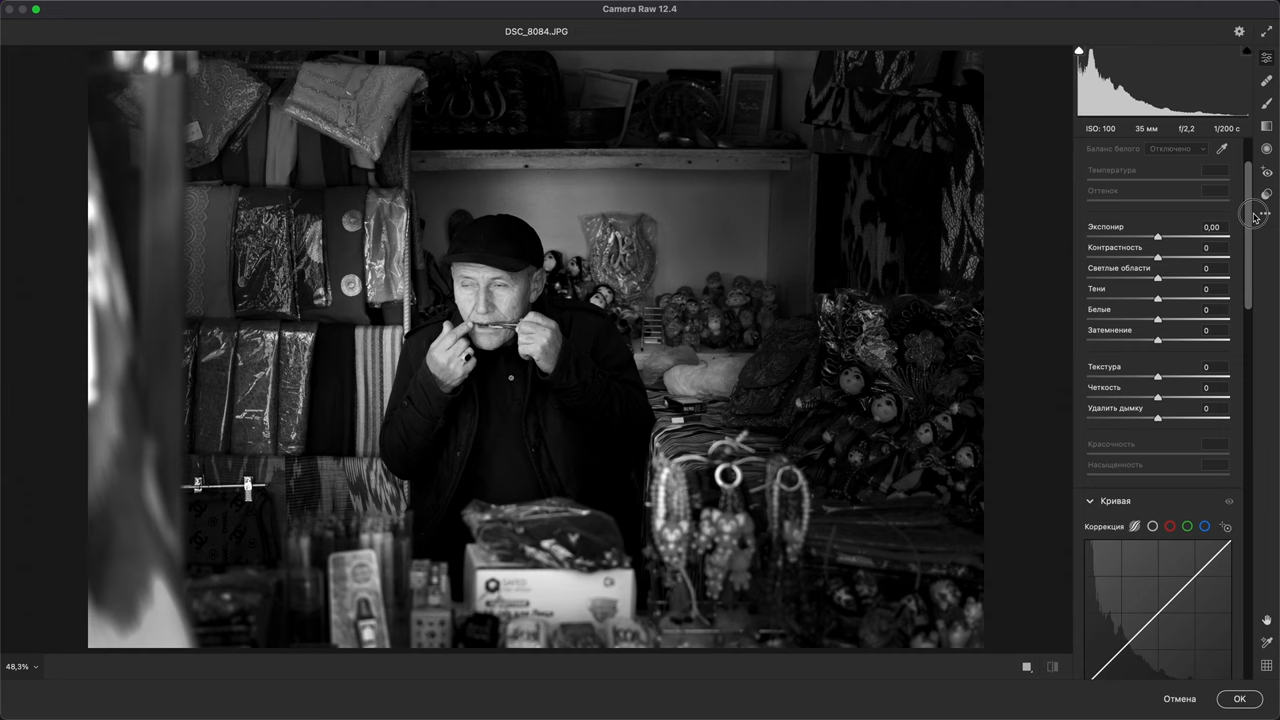 Camera Raw 12.4
DSC_8084.JPG
ISO: 100 35 мм f/2,2 1/200 с
Баланс белого Отключено
Температура
Оттенок
Экспонир 0,00
Контрастность 0
Светлые области 0
Тени 0
Белые 0
Затемнение 0
Текстура 0
Четкость 0
Удалить дымку 0
Красочность
Насыщенность
Кривая
Коррекция
48,3%
Отмена OK